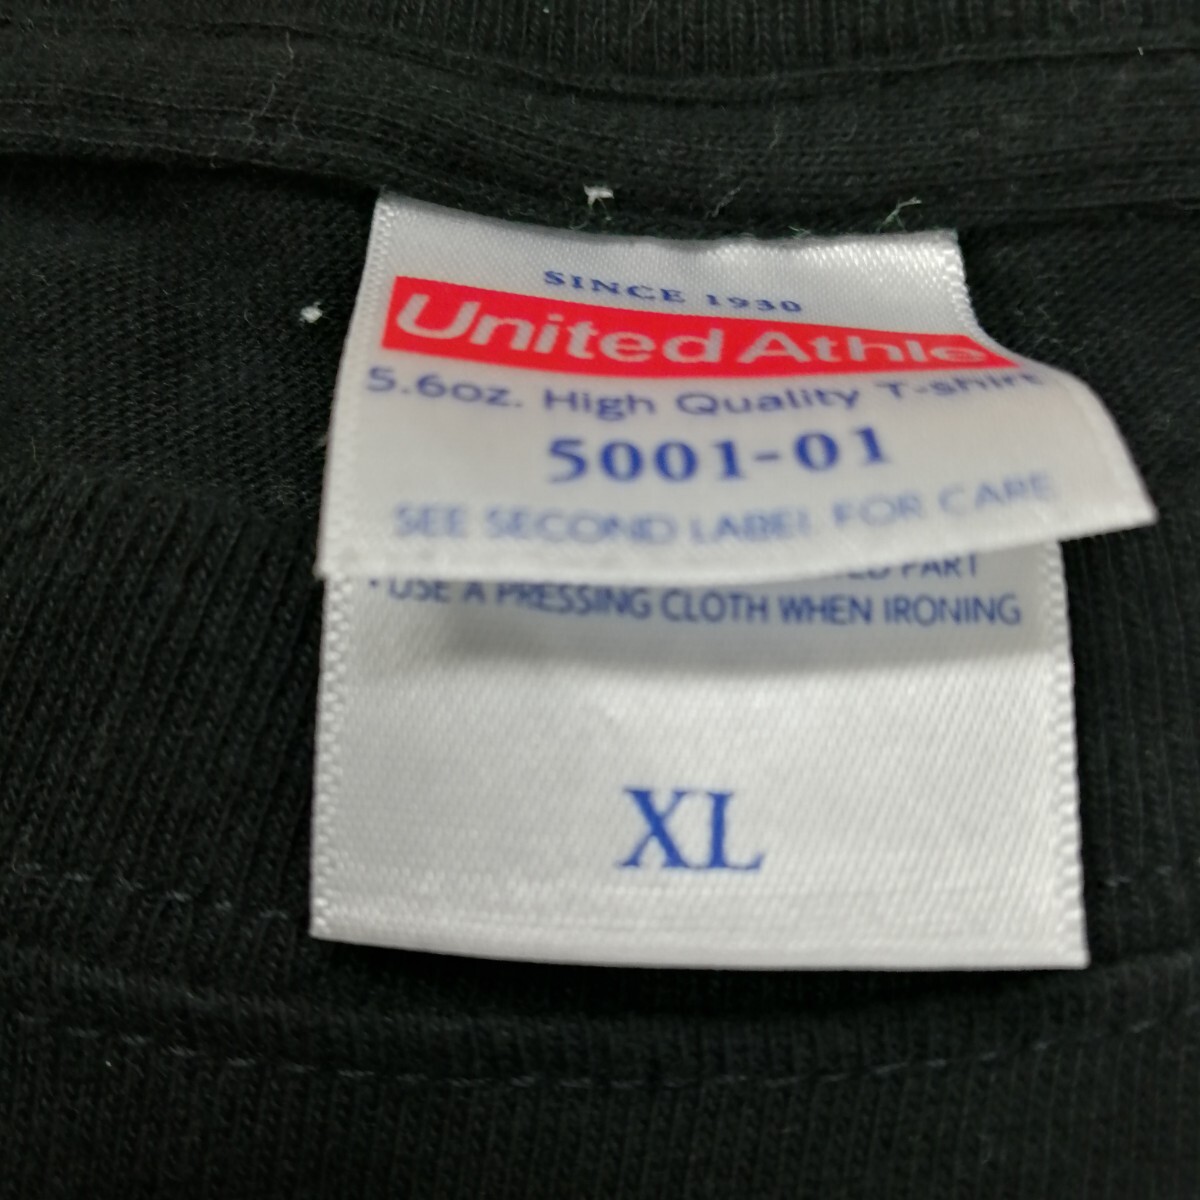 SINCE 1930
United Athle
5.6oz. High Quality T-shirt
5001-01
SEE SECOND LABEL FOR CARE
PART
• USE A PRESSING CLOTH WHEN IRONING
XL